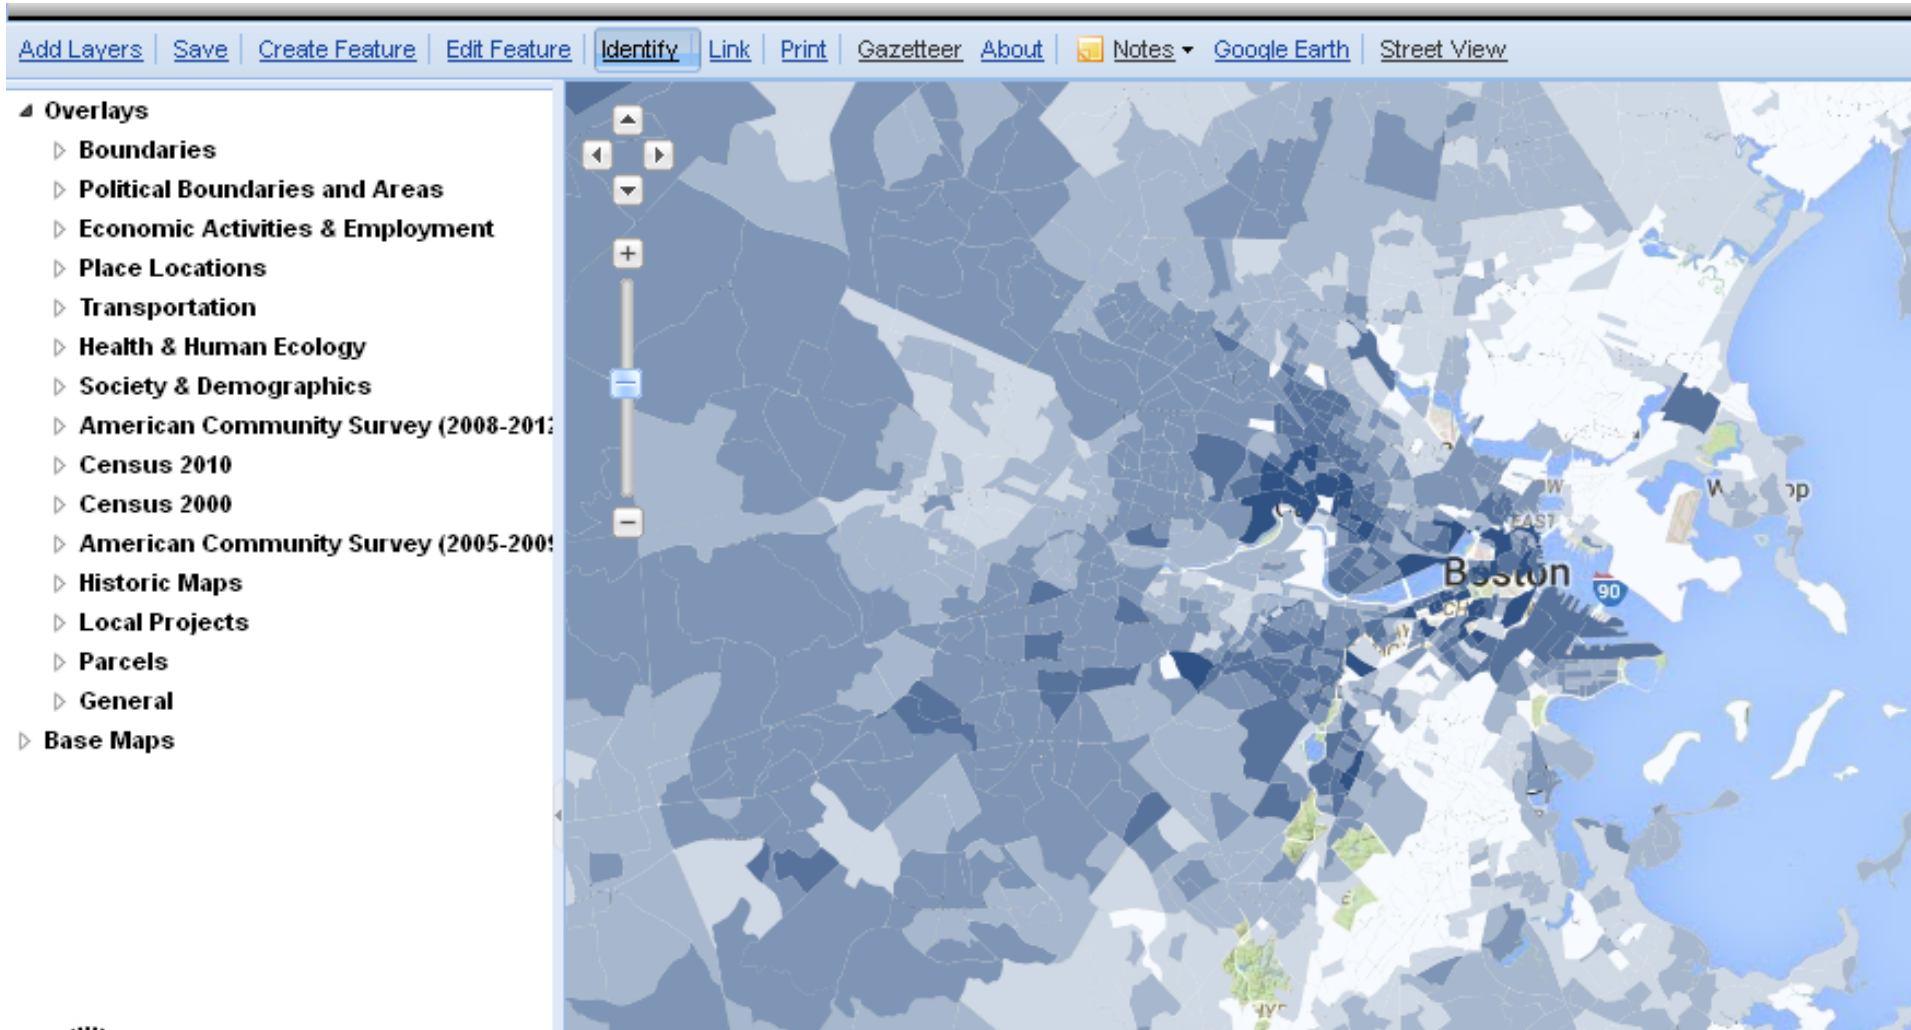 Add Layers Save Create Feature Edit Feature Identify Link Print Gazetteer About Notes Google Earth Street View
Overlays
Boundaries
Political Boundaries and Areas
Economic Activities & Employment
Place Locations
Transportation
Health & Human Ecology
Society & Demographics
American Community Survey (2008-2012
Census 2010
Census 2000
American Community Survey (2005-2009
Historic Maps
Local Projects
Parcels
General
Base Maps
EAST
Boston
90